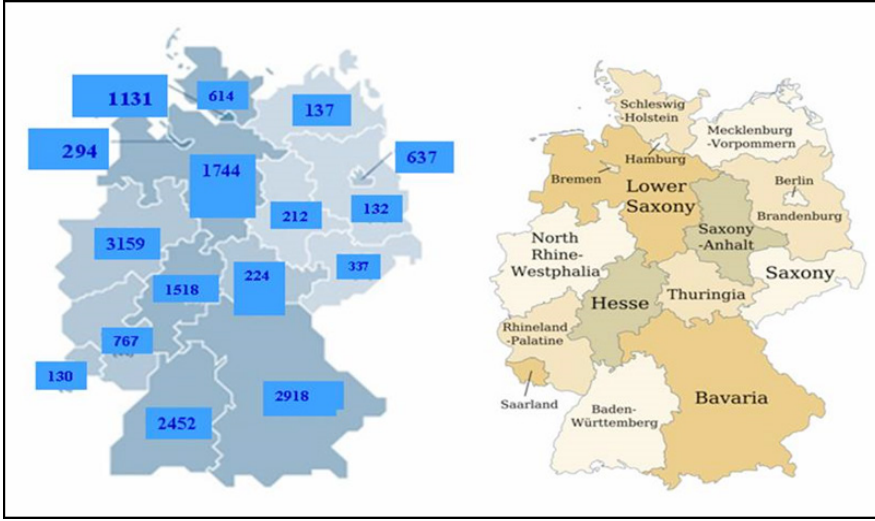 1131
614
137
294
637
1744
212
132
3159
337
224
1518
767
130
2918
2452
Schleswig
-Holstein
Mecklenburg
-Vorpommern
Hamburg
Bremen
Berlin
Lower
Saxony
Brandenburg
Saxony
-Anhalt
North
Rhine-
Westphalia
Saxony
Hesse
Thuringia
Rhineland
-Palatine
Saarland
Bavaria
Baden-
Württemberg